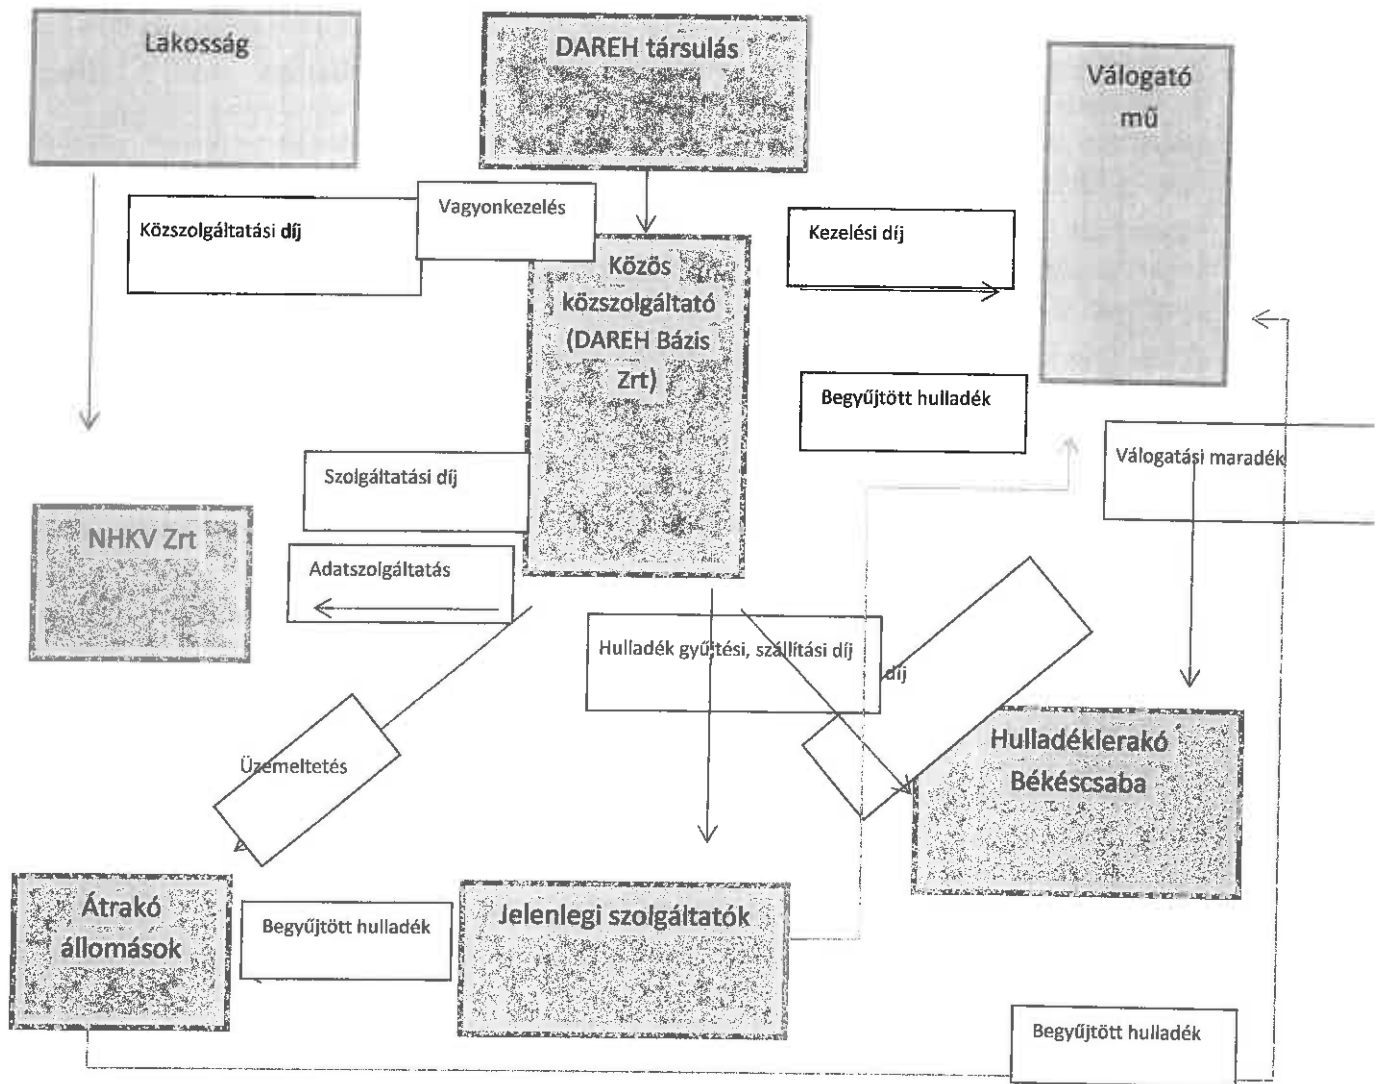 Lakosság
DAREH társulás
Válogató
mű
Közszolgáltatási díj
Vagyonkezelés
Kezelési díj
Közös
közszolgáltató
(DAREH Bázis
Zrt)
Begyűjtött hulladék
Szolgáltatási díj
Válogatási maradék
NHKV Zrt
Adatszolgáltatás
Hulladék gyűjtési, szállítási díj
díj
Hulladéklerakó
Békéscsaba
Üzemeltetés
Átrakó
állomások
Begyűjtött hulladék
Jelenlegi szolgáltatók
Begyűjtött hulladék